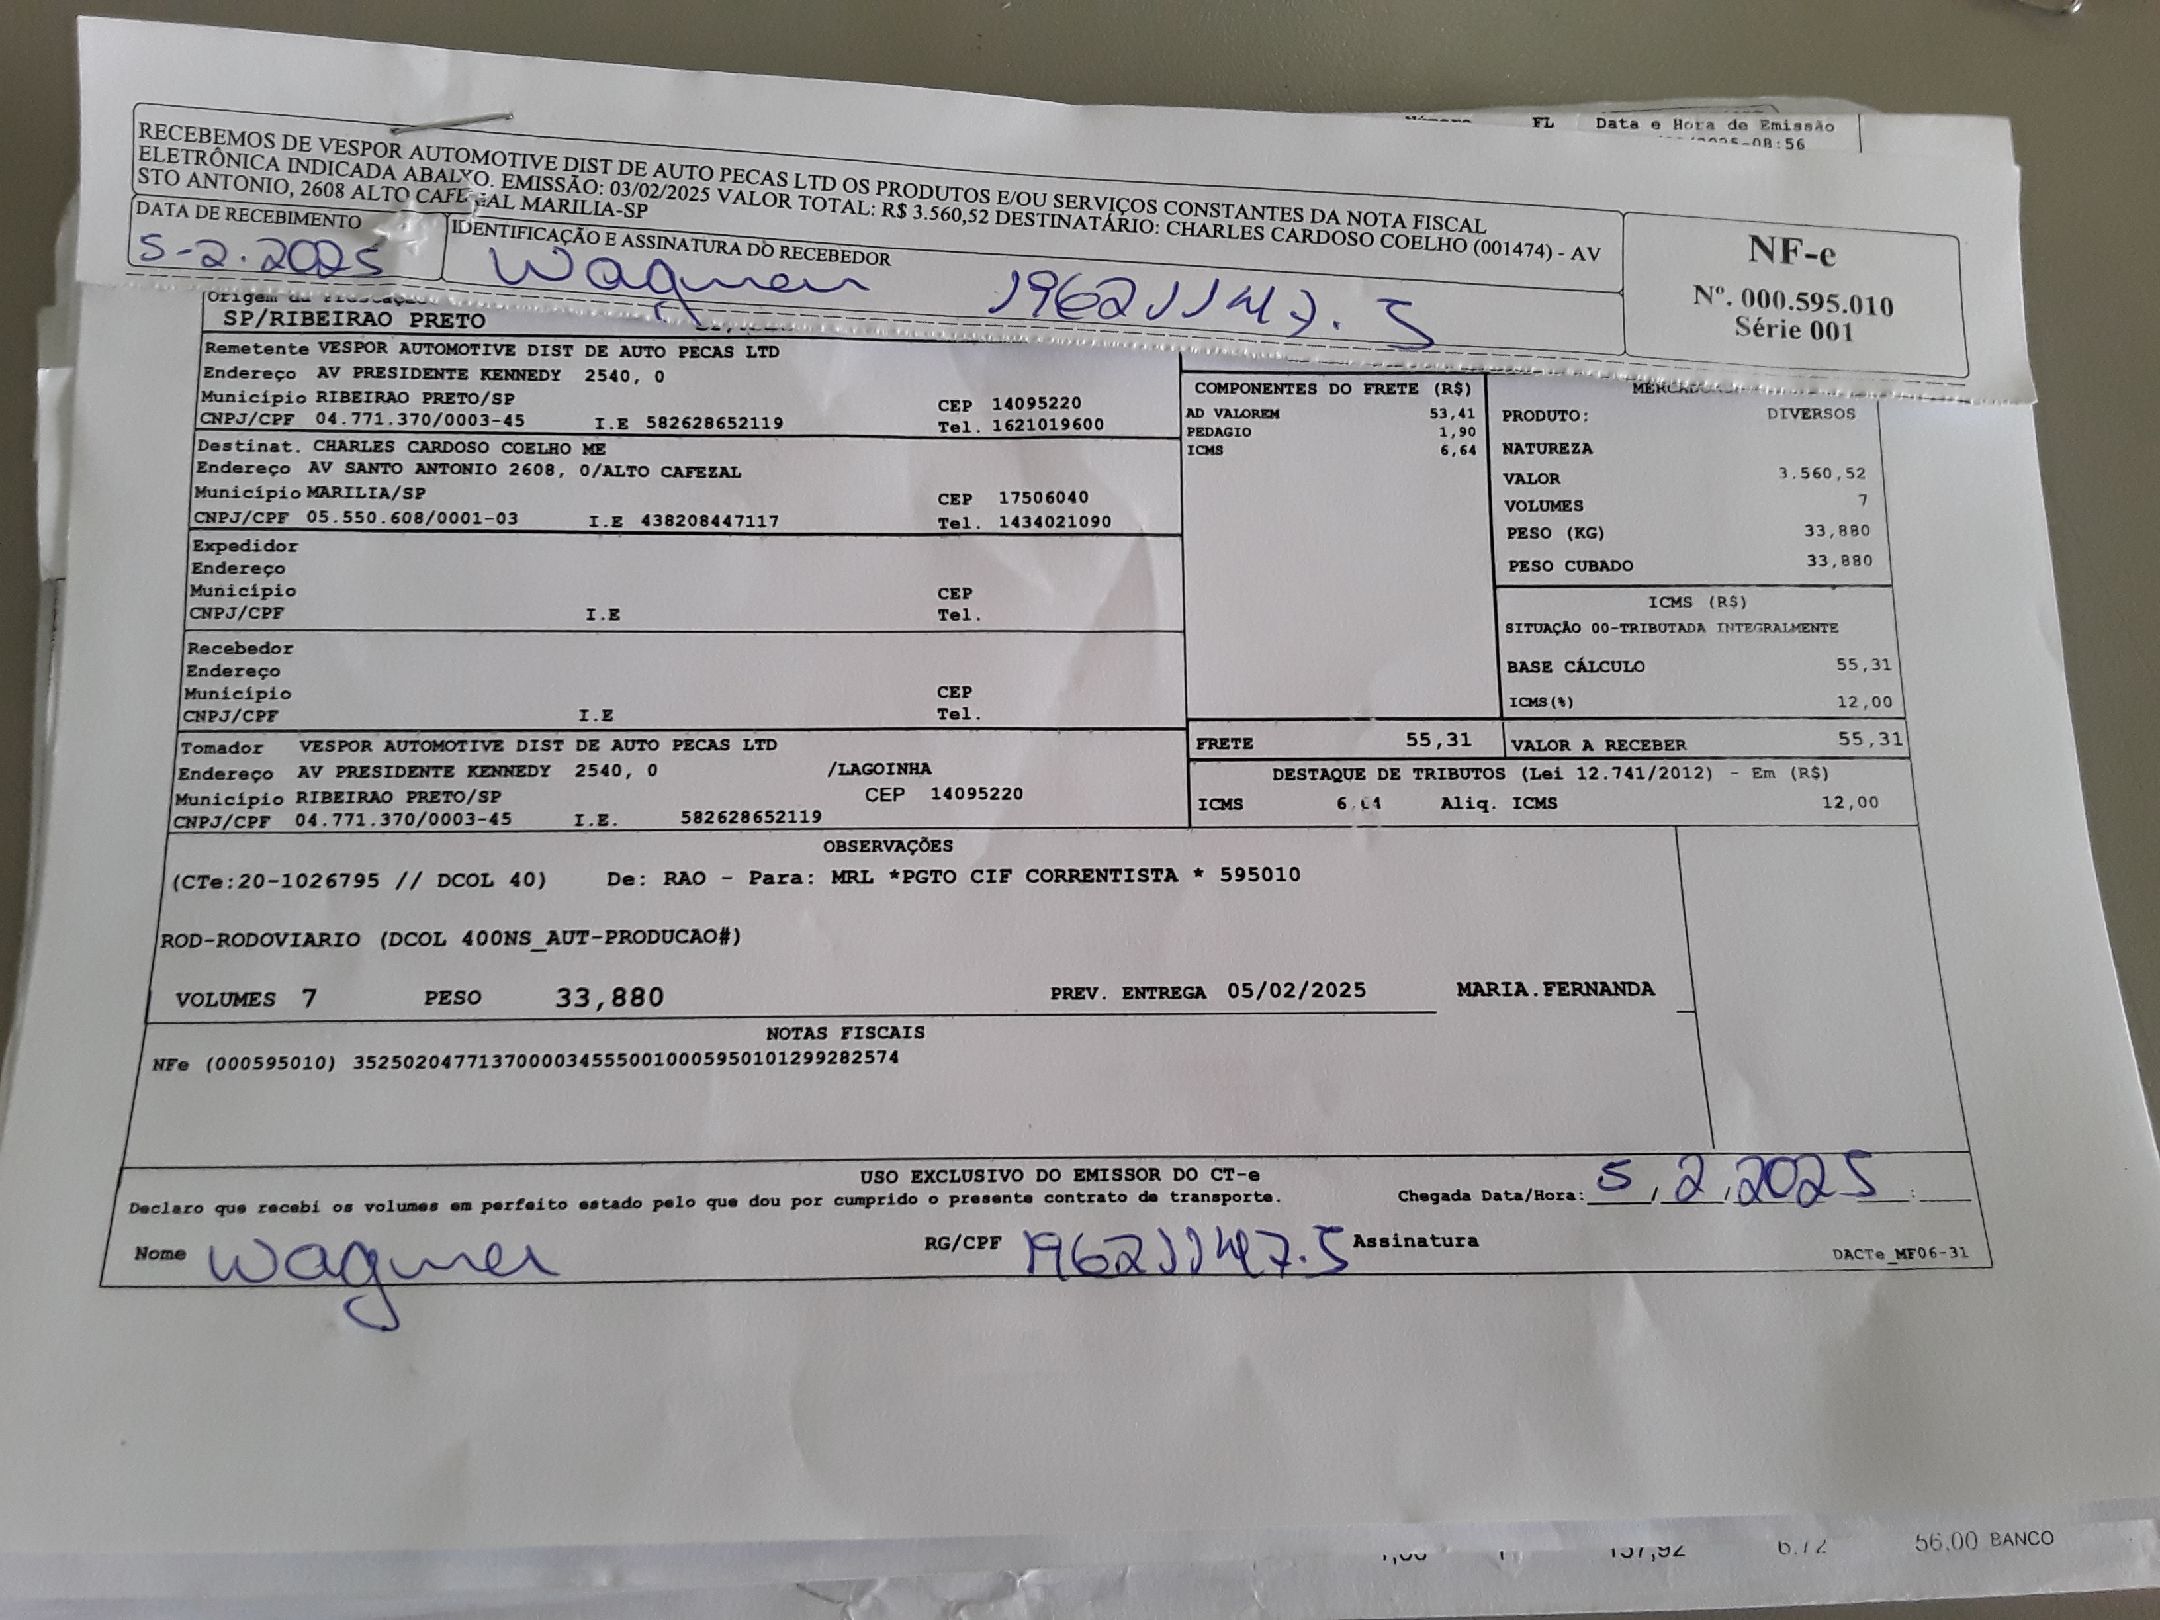 FL Data e Hora de Emissão
08:56
RECEBEMOS DE VESPOR AUTOMOTIVE DIST DE AUTO PECAS LTD OS PRODUTOS E/OU SERVIÇOS CONSTANTES DA NOTA FISCAL
ELETRÔNICA INDICADA ABAIXO. EMISSÃO: 03/02/2025 VALOR TOTAL: R$ 3.560,52 DESTINATÁRIO: CHARLES CARDOSO COELHO (001474) - AV
STO ANTONIO, 2608 ALTO CAFEZAL MARILIA-SP
DATA DE RECEBIMENTO
5-2.2025
IDENTIFICAÇÃO E ASSINATURA DO RECEBEDOR
Wagner 19621147.5
NF-e
Nº. 000.595.010
Série 001
SP/RIBEIRAO PRETO
Remetente VESPOR AUTOMOTIVE DIST DE AUTO PECAS LTD
Endereço AV PRESIDENTE KENNEDY 2540, 0
Município RIBEIRAO PRETO/SP CEP 14095220
CNPJ/CPF 04.771.370/0003-45 I.E 582628652119 Tel. 1621019600
Destinat. CHARLES CARDOSO COELHO ME
Endereço AV SANTO ANTONIO 2608, 0/ALTO CAFEZAL
Município MARILIA/SP CEP 17506040
CNPJ/CPF 05.550.608/0001-03 I.E 438208447117 Tel. 1434021090
Expedidor
Endereço
Município CEP
CNPJ/CPF I.E Tel.
Recebedor
Endereço
Município CEP
CNPJ/CPF I.E Tel.
Tomador VESPOR AUTOMOTIVE DIST DE AUTO PECAS LTD
Endereço AV PRESIDENTE KENNEDY 2540, 0 /LAGOINHA
Município RIBEIRAO PRETO/SP CEP 14095220
CNPJ/CPF 04.771.370/0003-45 I.E. 582628652119
COMPONENTES DO FRETE (R$)
AD VALOREM 53,41
PEDAGIO 1,90
ICMS 6,64
PRODUTO: DIVERSOS
NATUREZA
VALOR 3.560,52
VOLUMES 7
PESO (KG) 33,880
PESO CUBADO 33,880
ICMS (R$)
SITUAÇÃO 00-TRIBUTADA INTEGRALMENTE
BASE CÁLCULO 55,31
ICMS(%) 12,00
FRETE 55,31 VALOR A RECEBER 55,31
DESTAQUE DE TRIBUTOS (Lei 12.741/2012) - Em (R$)
ICMS 6,64 Aliq. ICMS 12,00
OBSERVAÇÕES
(CTe:20-1026795 // DCOL 40) De: RAO - Para: MRL *PGTO CIF CORRENTISTA * 595010
ROD-RODOVIARIO (DCOL 400NS_AUT-PRODUCAO#)
VOLUMES 7 PESO 33,880 PREV. ENTREGA 05/02/2025 MARIA.FERNANDA
NOTAS FISCAIS
NFe (000595010) 35250204771370000345550010005950101299282574
USO EXCLUSIVO DO EMISSOR DO CT-e
Declaro que recebi os volumes em perfeito estado pelo que dou por cumprido o presente contrato de transporte. Chegada Data/Hora: 5/2/2025 :
Nome Wagner RG/CPF 19621147.5 Assinatura
DACTe_MF06-31
137,92 6.72 56,00 BANCO